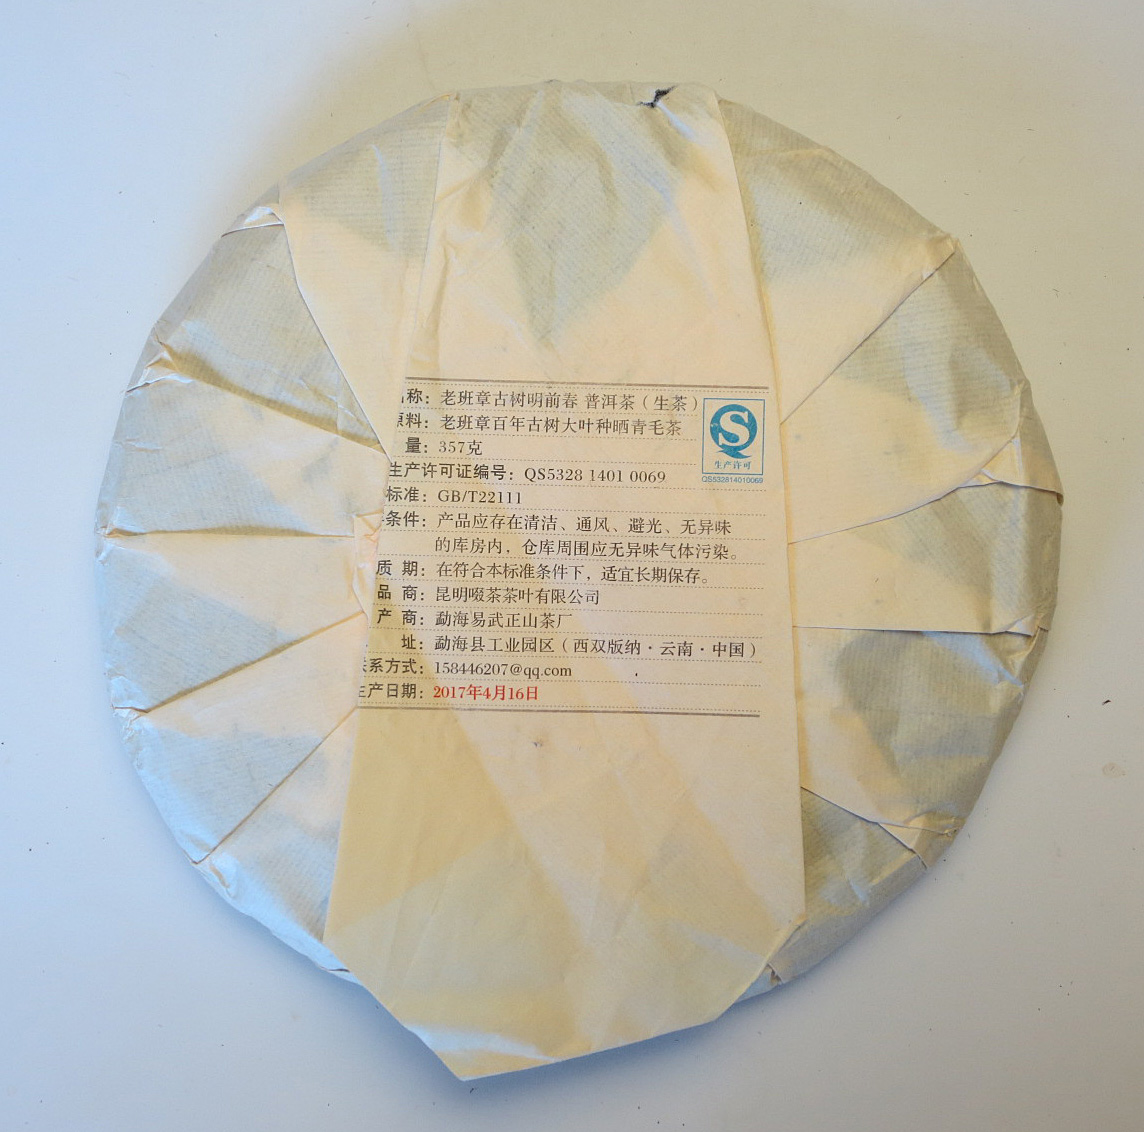 称：老班章古树明前春 普洱茶（生茶）
原料：老班章百年古树大叶种晒青毛茶
量：357克
生产许可证编号：QS5328 1401 0069
标准：GB/T22111
条件：产品应存在清洁、通风、避光、无异味
的库房内，仓库周围应无异味气体污染。
质 期：在符合本标准条件下，适宜长期保存。
品 商：昆明啜茶茶叶有限公司
产 商：勐海易武正山茶厂
址：勐海县工业园区（西双版纳·云南·中国）
系方式：158446207@qq.com
生产日期：2017年4月16日
生产许可
QS532814010069